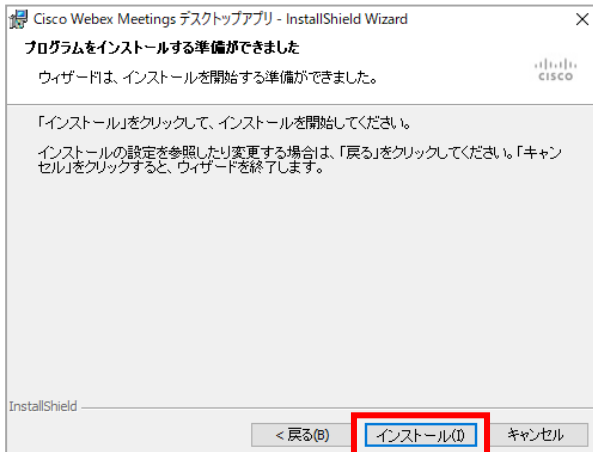 Cisco Webex Meetings デスクトップアプリ - InstallShield Wizard
プログラムをインストールする準備ができました
ウィザードは、インストールを開始する準備ができました。
CISCO
「インストール」をクリックして、インストールを開始してください。
インストールの設定を参照したり変更する場合は、「戻る」をクリックしてください。「キャン
セル」をクリックすると、ウィザードを終了します。
InstallShield
< 戻る(B) インストール(I) キャンセル